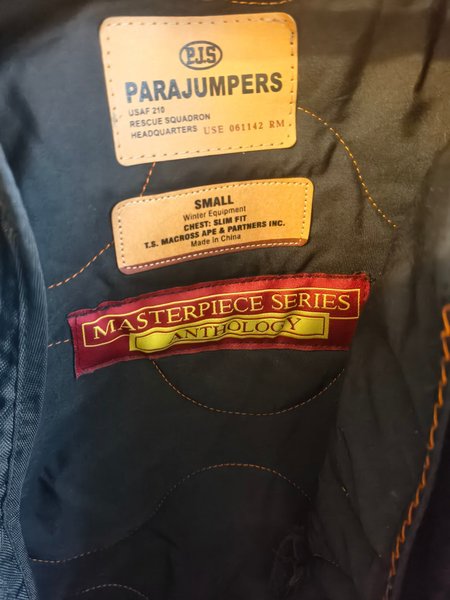 P.J.S
PARAJUMPERS
USAF 210
RESCUE SQUADRON
HEADQUARTERS USE 061142 RM
SMALL
Winter Equipment
CHEST: SLIM FIT
T.S. MACROSS APE & PARTNERS INC.
Made in China
MASTERPIECE SERIES
ANTHOLOGY